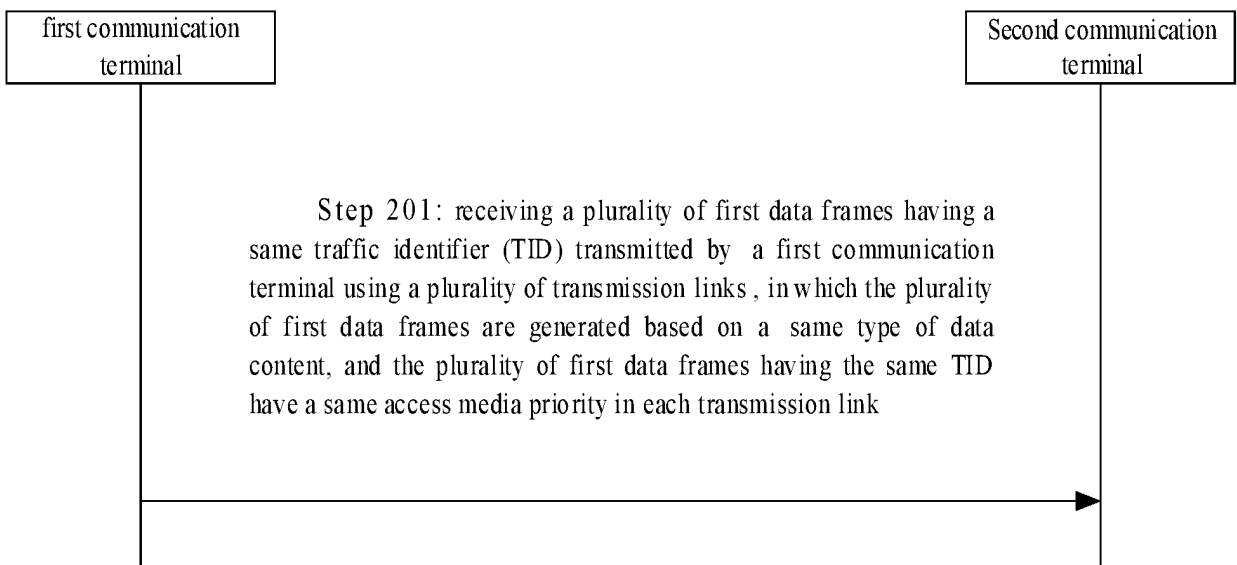 first communication
terminal
Second communication
terminal
Step 201: receiving a plurality of first data frames having a
same traffic identifier (TID) transmitted by a first communication
terminal using a plurality of transmission links , in which the plurality
of first data frames are generated based on a same type of data
content, and the plurality of first data frames having the same TID
have a same access media priority in each transmission link